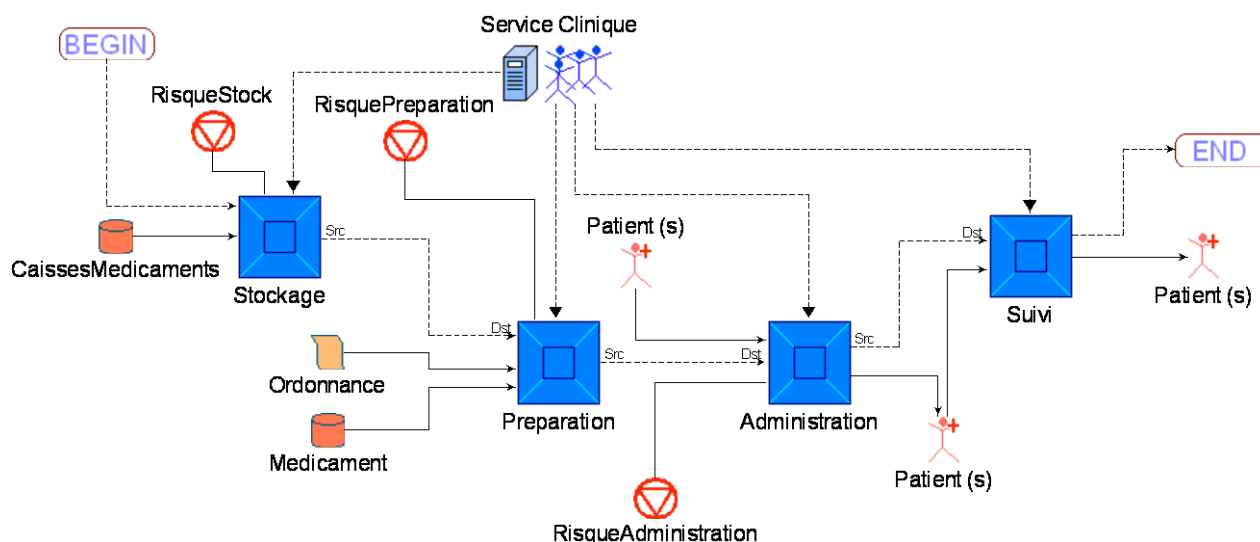 Service Clinique
BEGIN
RisqueStock
RisquePreparation
END
Patient (s)
Src
Dst
CaissesMedicaments
Stockage
Patient (s)
Suivi
Dst
Src
Dst
Src
Ordonnance
Preparation
Administration
Medicament
Patient (s)
RisqueAdministration